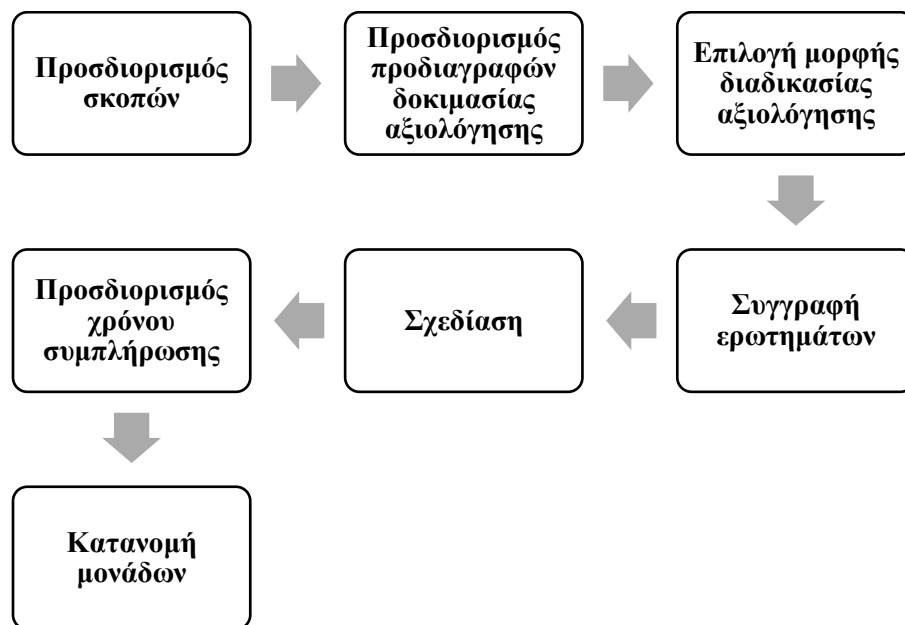 Προσδιορισμός
σκοπών
Προσδιορισμός
προδιαγραφών
δοκιμασίας
αξιολόγησης
Επιλογή μορφής
διαδικασίας
αξιολόγησης
Συγγραφή
ερωτημάτων
Σχεδίαση
Προσδιορισμός
χρόνου
συμπλήρωσης
Κατανομή
μονάδων